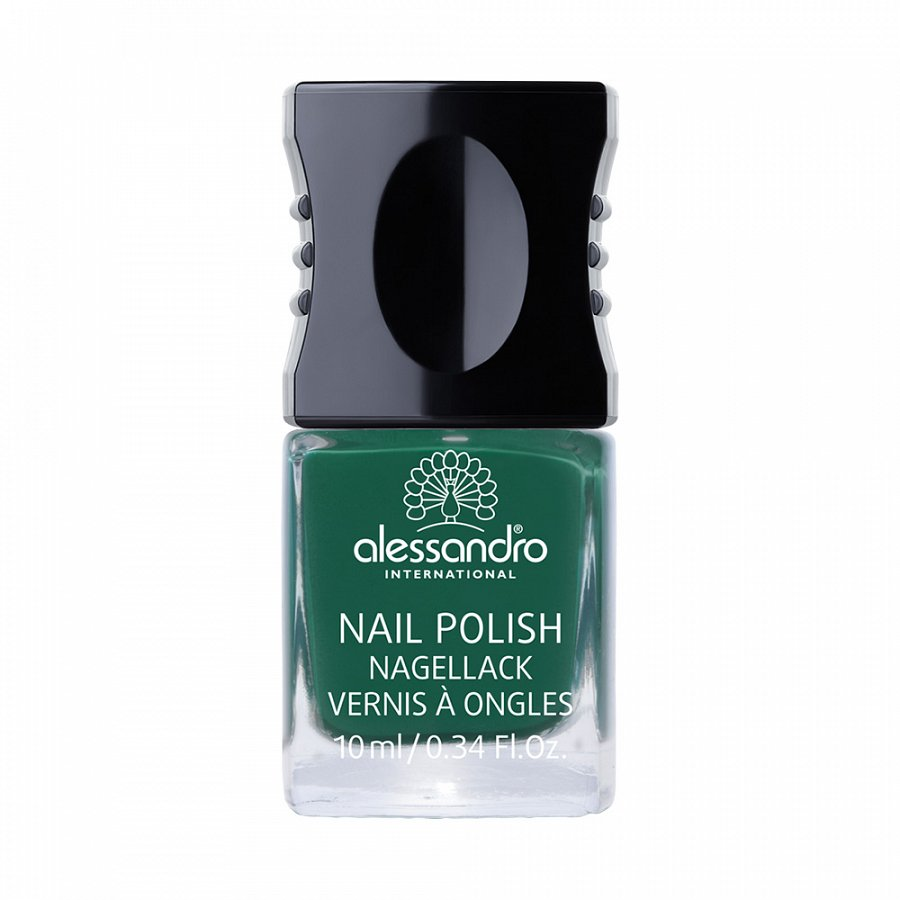 alessandro®
INTERNATIONAL
NAIL POLISH
NAGELLACK
VERNIS À ONGLES
10 ml / 0.34 Fl.Oz.